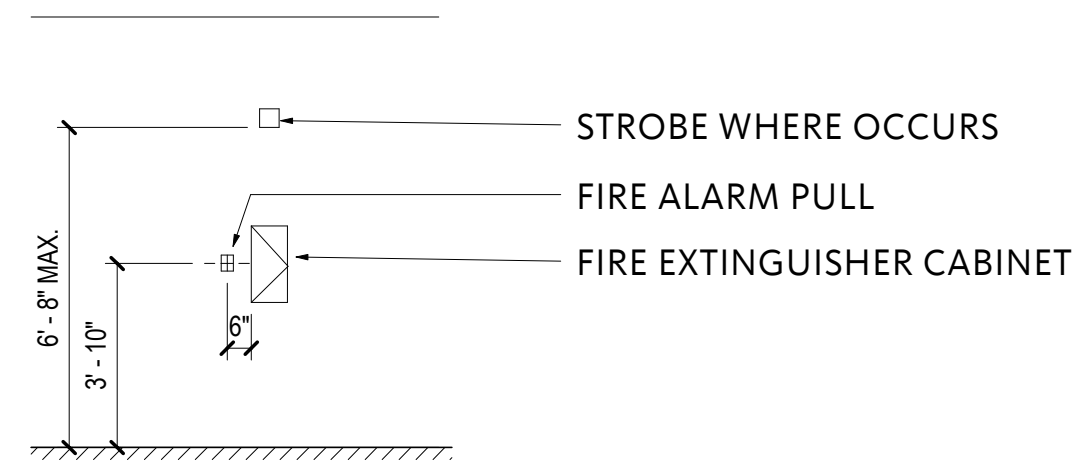 STROBE WHERE OCCURS
FIRE ALARM PULL
FIRE EXTINGUISHER CABINET
6' - 8" MAX.
3' - 10"
6"